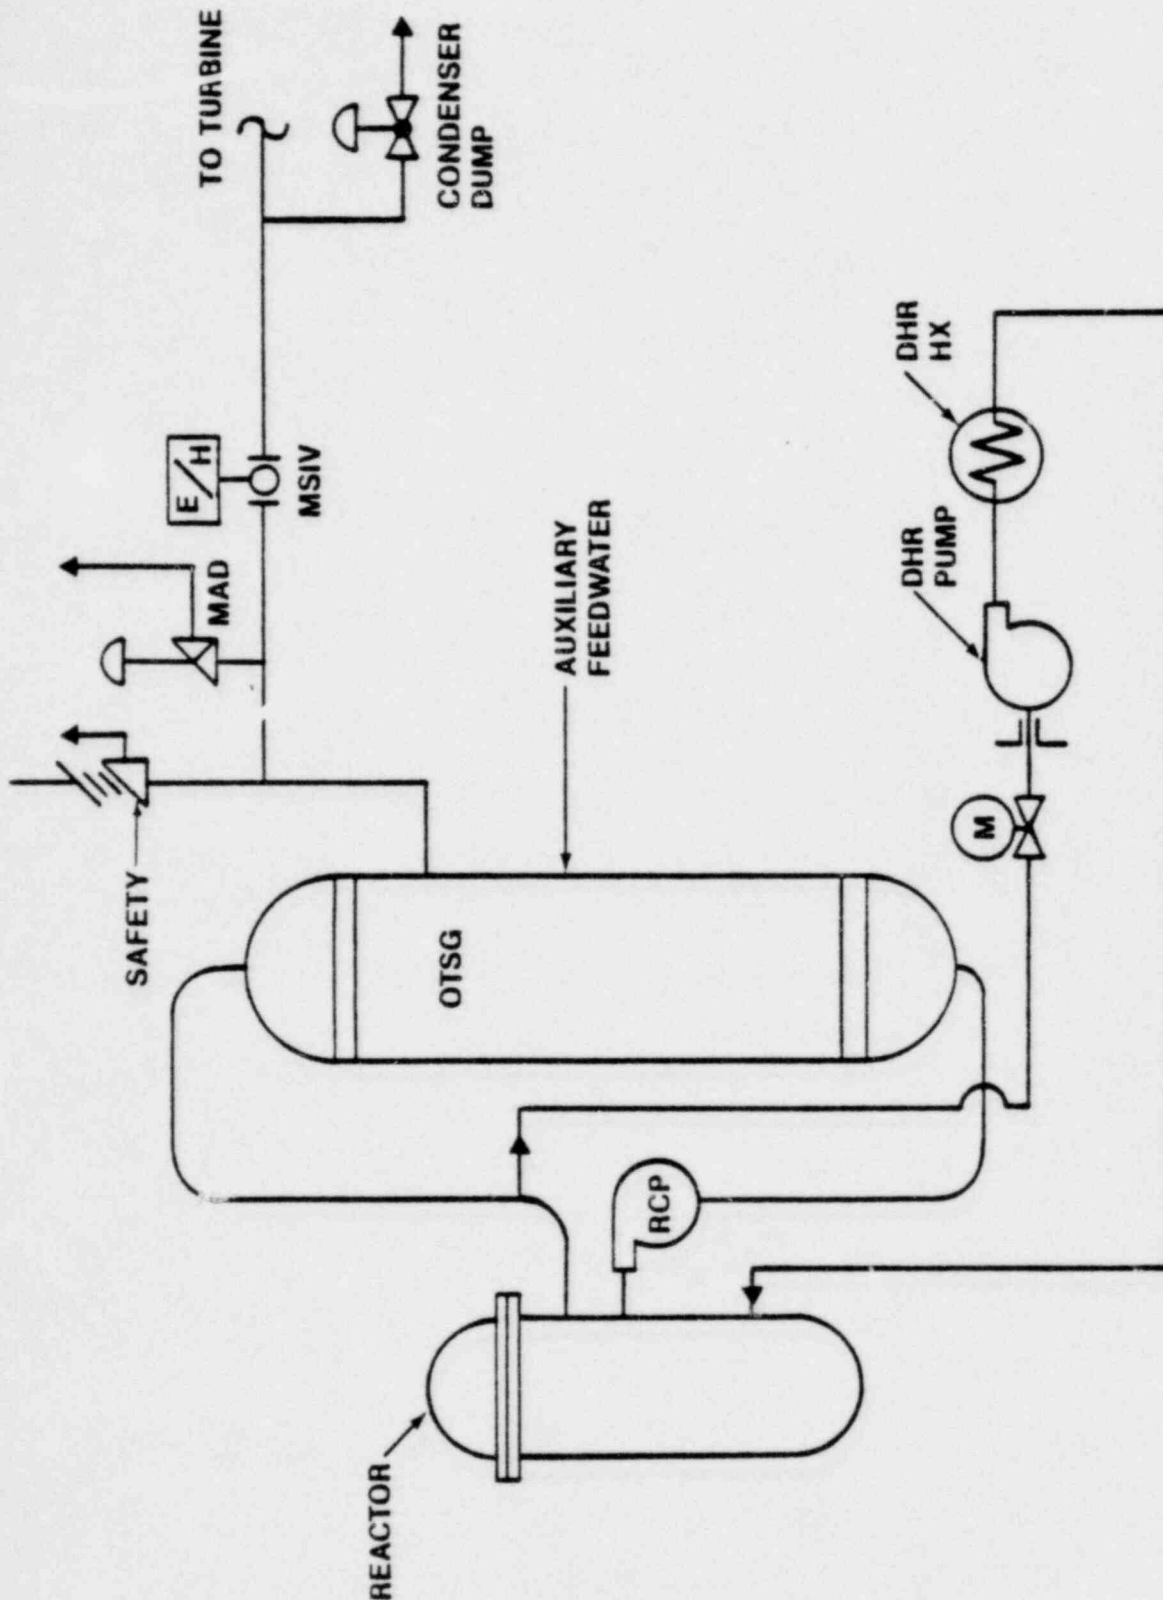 TO TURBINE
CONDENSER
DUMP
E/H
MSIV
MAD
SAFETY
AUXILIARY
FEEDWATER
OTSG
DHR
HX
DHR
PUMP
M
RCP
REACTOR